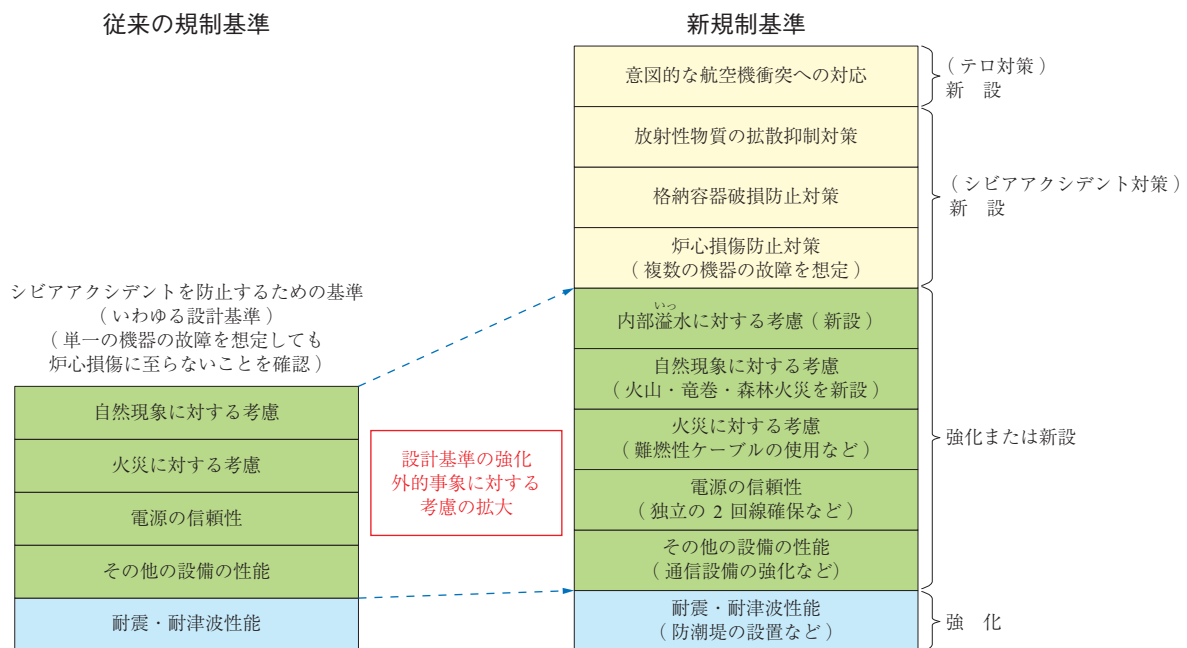 従来の規制基準
シビアアクシデントを防止するための基準
（いわゆる設計基準）
（単一の機器の故障を想定しても
炉心損傷に至らないことを確認）
自然現象に対する考慮
火災に対する考慮
電源の信頼性
その他の設備の性能
耐震・耐津波性能
設計基準の強化
外的事象に対する
考慮の拡大
新規制基準
意図的な航空機衝突への対応
放射性物質の拡散抑制対策
格納容器破損防止対策
炉心損傷防止対策
（複数の機器の故障を想定）
いっ
内部溢水に対する考慮（新設）
自然現象に対する考慮
（火山・竜巻・森林火災を新設）
火災に対する考慮
（難燃性ケーブルの使用など）
電源の信頼性
（独立の 2 回線確保など）
その他の設備の性能
（通信設備の強化など）
耐震・耐津波性能
（防潮堤の設置など）
（テロ対策）
新　設
（シビアアクシデント対策）
新　設
強化または新設
強　化